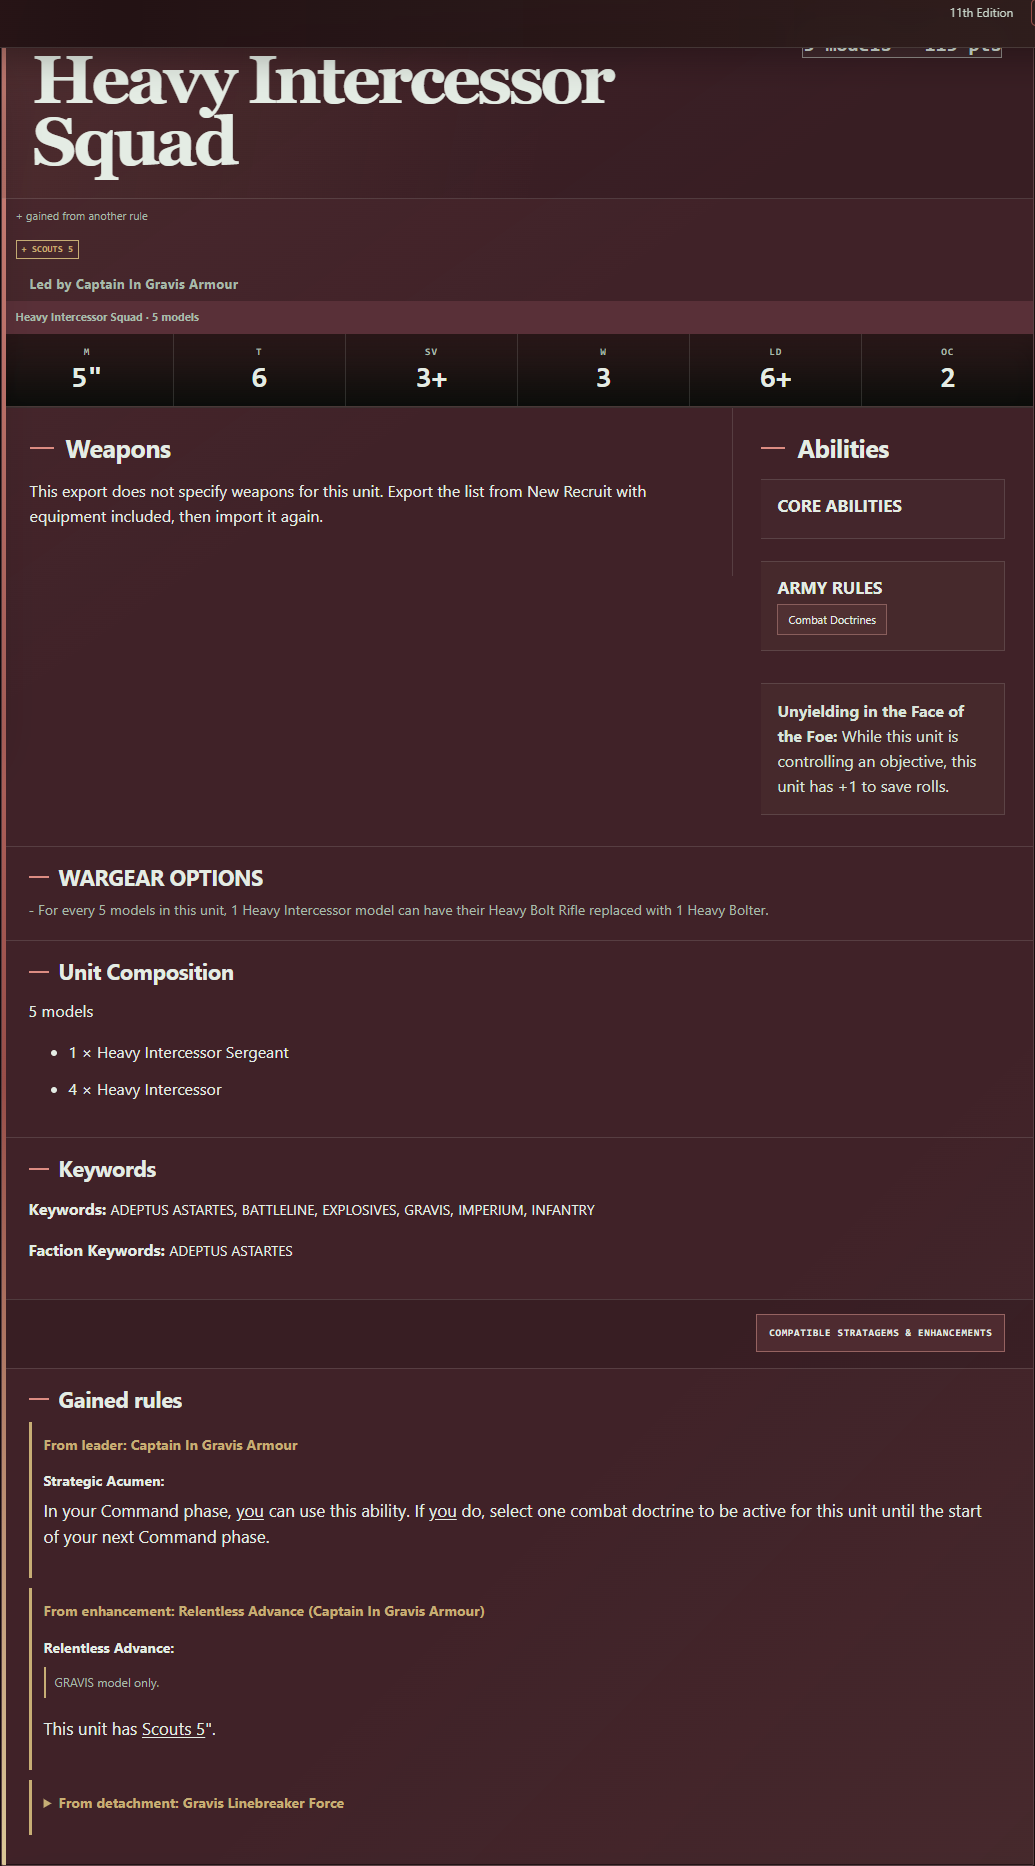 11th Edition
5 models 115 pts
Heavy Intercessor
Squad
+ gained from another rule
+ SCOUTS 5
Led by Captain In Gravis Armour
Heavy Intercessor Squad · 5 models
M T SV W LD OC
5" 6 3+ 3 6+ 2
Weapons
This export does not specify weapons for this unit. Export the list from New Recruit with
equipment included, then import it again.
Abilities
CORE ABILITIES
ARMY RULES
Combat Doctrines
Unyielding in the Face of
the Foe: While this unit is
controlling an objective, this
unit has +1 to save rolls.
WARGEAR OPTIONS
- For every 5 models in this unit, 1 Heavy Intercessor model can have their Heavy Bolt Rifle replaced with 1 Heavy Bolter.
Unit Composition
5 models
• 1 × Heavy Intercessor Sergeant
• 4 × Heavy Intercessor
Keywords
Keywords: ADEPTUS ASTARTES, BATTLELINE, EXPLOSIVES, GRAVIS, IMPERIUM, INFANTRY
Faction Keywords: ADEPTUS ASTARTES
COMPATIBLE STRATAGEMS & ENHANCEMENTS
Gained rules
From leader: Captain In Gravis Armour
Strategic Acumen:
In your Command phase, you can use this ability. If you do, select one combat doctrine to be active for this unit until the start
of your next Command phase.
From enhancement: Relentless Advance (Captain In Gravis Armour)
Relentless Advance:
GRAVIS model only.
This unit has Scouts 5".
▶ From detachment: Gravis Linebreaker Force